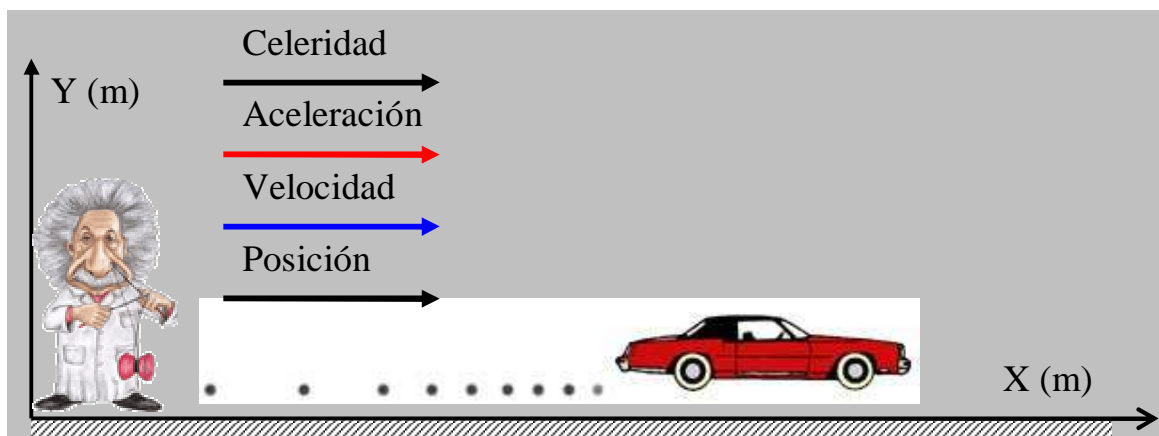 Celeridad
Y (m)
Aceleración
Velocidad
Posición
X (m)